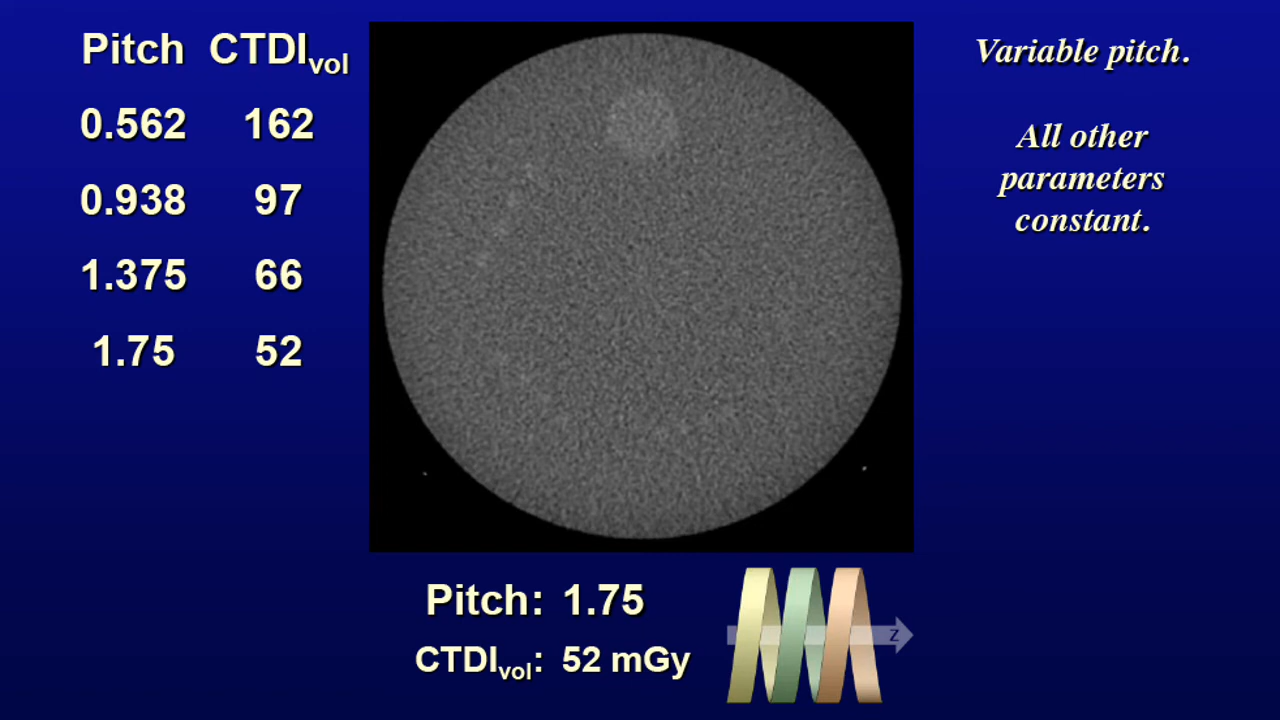 Pitch CTDIvol
0.562 162
0.938 97
1.375 66
1.75 52
Variable pitch.
All other
parameters
constant.
Pitch: 1.75
CTDIvol: 52 mGy
z